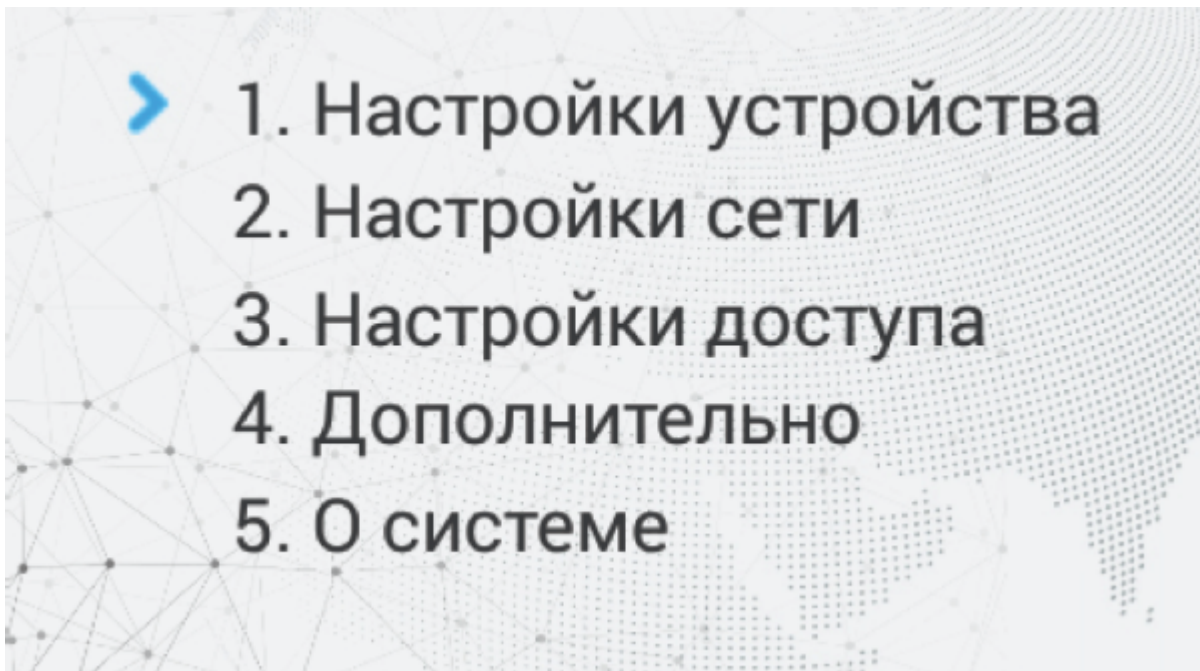 1. Настройки устройства
2. Настройки сети
3. Настройки доступа
4. Дополнительно
5. О системе